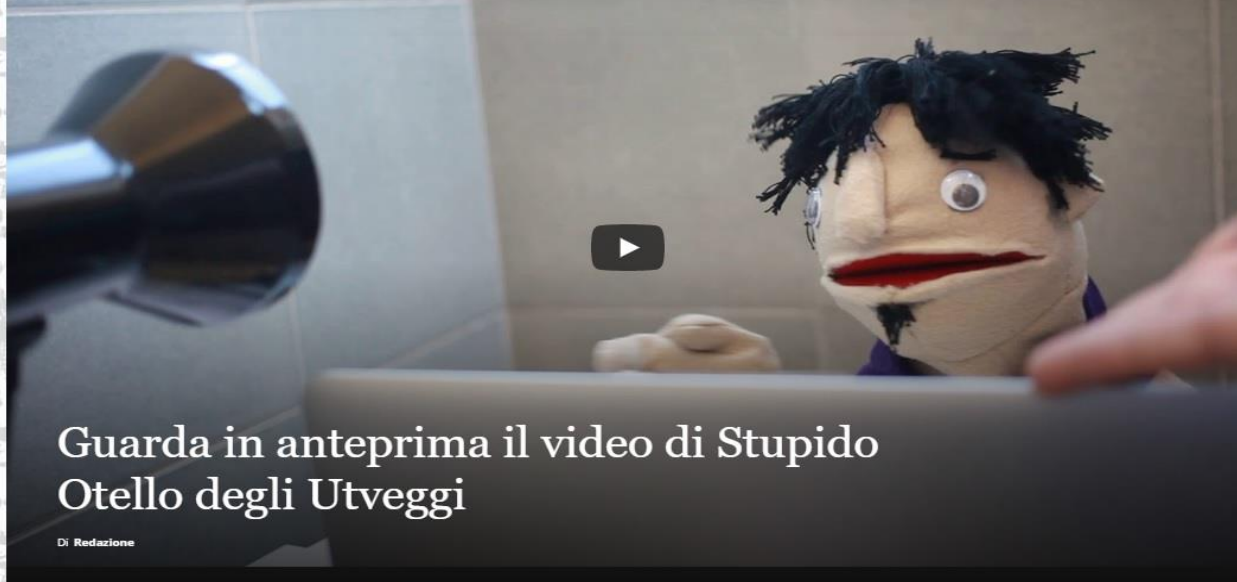 Guarda in anteprima il video di Stupido
Otello degli Utveggi
Di Redazione